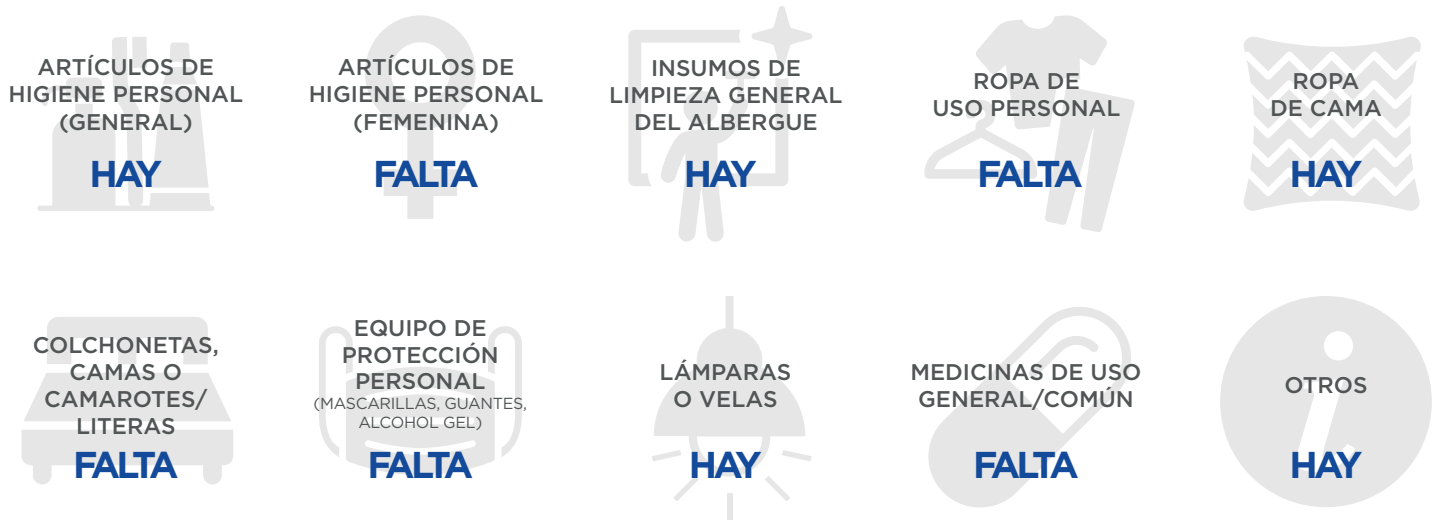 ARTÍCULOS DE
HIGIENE PERSONAL
(GENERAL)
HAY
ARTÍCULOS DE
HIGIENE PERSONAL
(FEMENINA)
FALTA
INSUMOS DE
LIMPIEZA GENERAL
DEL ALBERGUE
HAY
ROPA DE
USO PERSONAL
FALTA
ROPA
DE CAMA
HAY
COLCHONETAS,
CAMAS O
CAMAROTES/
LITERAS
FALTA
EQUIPO DE
PROTECCIÓN
PERSONAL
(MASCARILLAS, GUANTES,
ALCOHOL GEL)
FALTA
LÁMPARAS
O VELAS
HAY
MEDICINAS DE USO
GENERAL/COMÚN
FALTA
OTROS
HAY